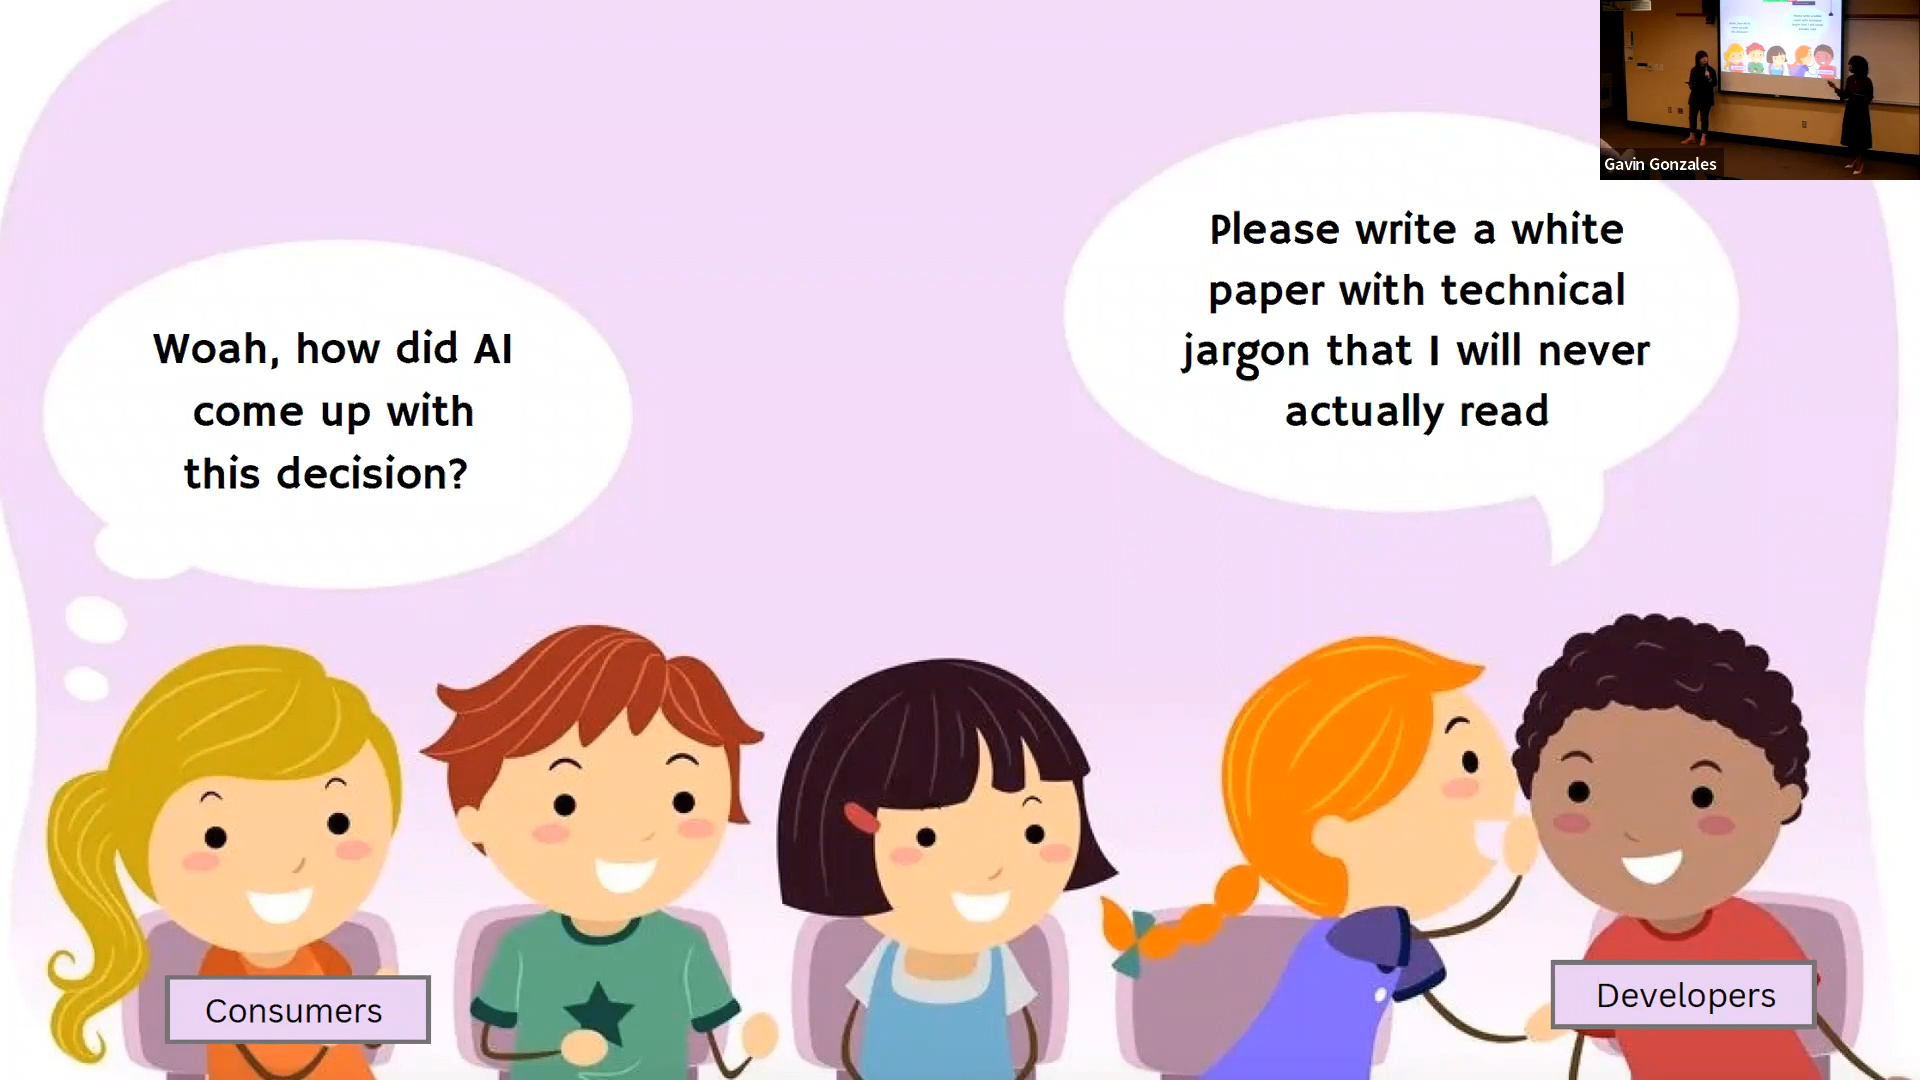 Woah, how did AI
come up with
this decision?
Please write a white
paper with technical
jargon that I will never
actually read
Gavin Gonzales
Consumers
Developers